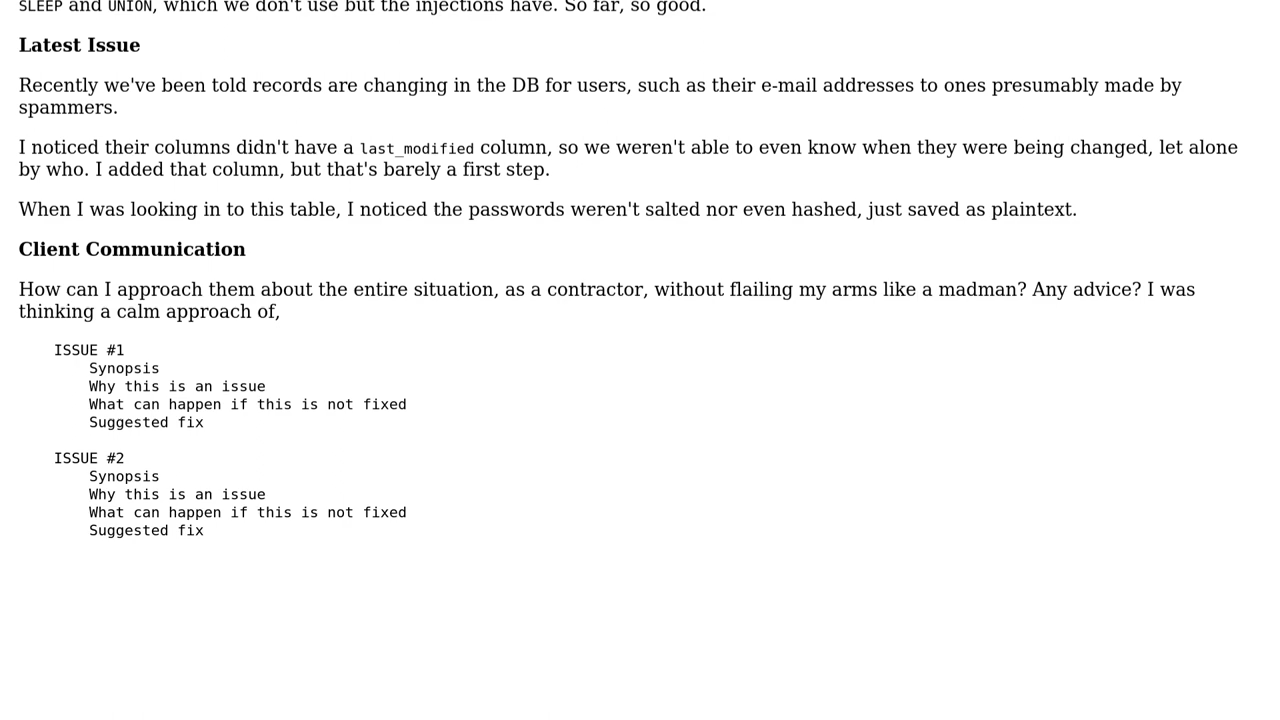 SLEEP and UNION, which we don't use but the injections have. So far, so good.
Latest Issue
Recently we've been told records are changing in the DB for users, such as their e-mail addresses to ones presumably made by
spammers.
I noticed their columns didn't have a last_modified column, so we weren't able to even know when they were being changed, let alone
by who. I added that column, but that's barely a first step.
When I was looking in to this table, I noticed the passwords weren't salted nor even hashed, just saved as plaintext.
Client Communication
How can I approach them about the entire situation, as a contractor, without flailing my arms like a madman? Any advice? I was
thinking a calm approach of,
ISSUE #1
Synopsis
Why this is an issue
What can happen if this is not fixed
Suggested fix
ISSUE #2
Synopsis
Why this is an issue
What can happen if this is not fixed
Suggested fix